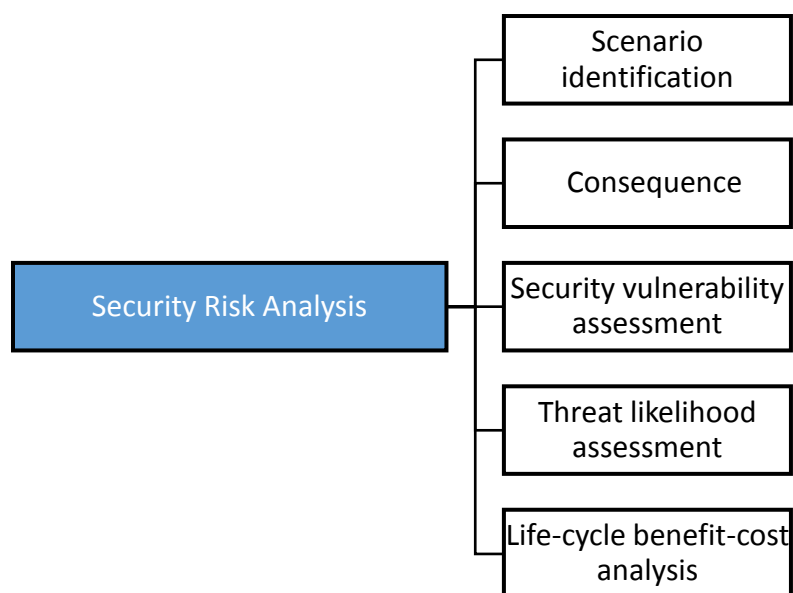 Scenario
identification
Consequence
Security Risk Analysis
Security vulnerability
assessment
Threat likelihood
assessment
Life-cycle benefit-cost
analysis